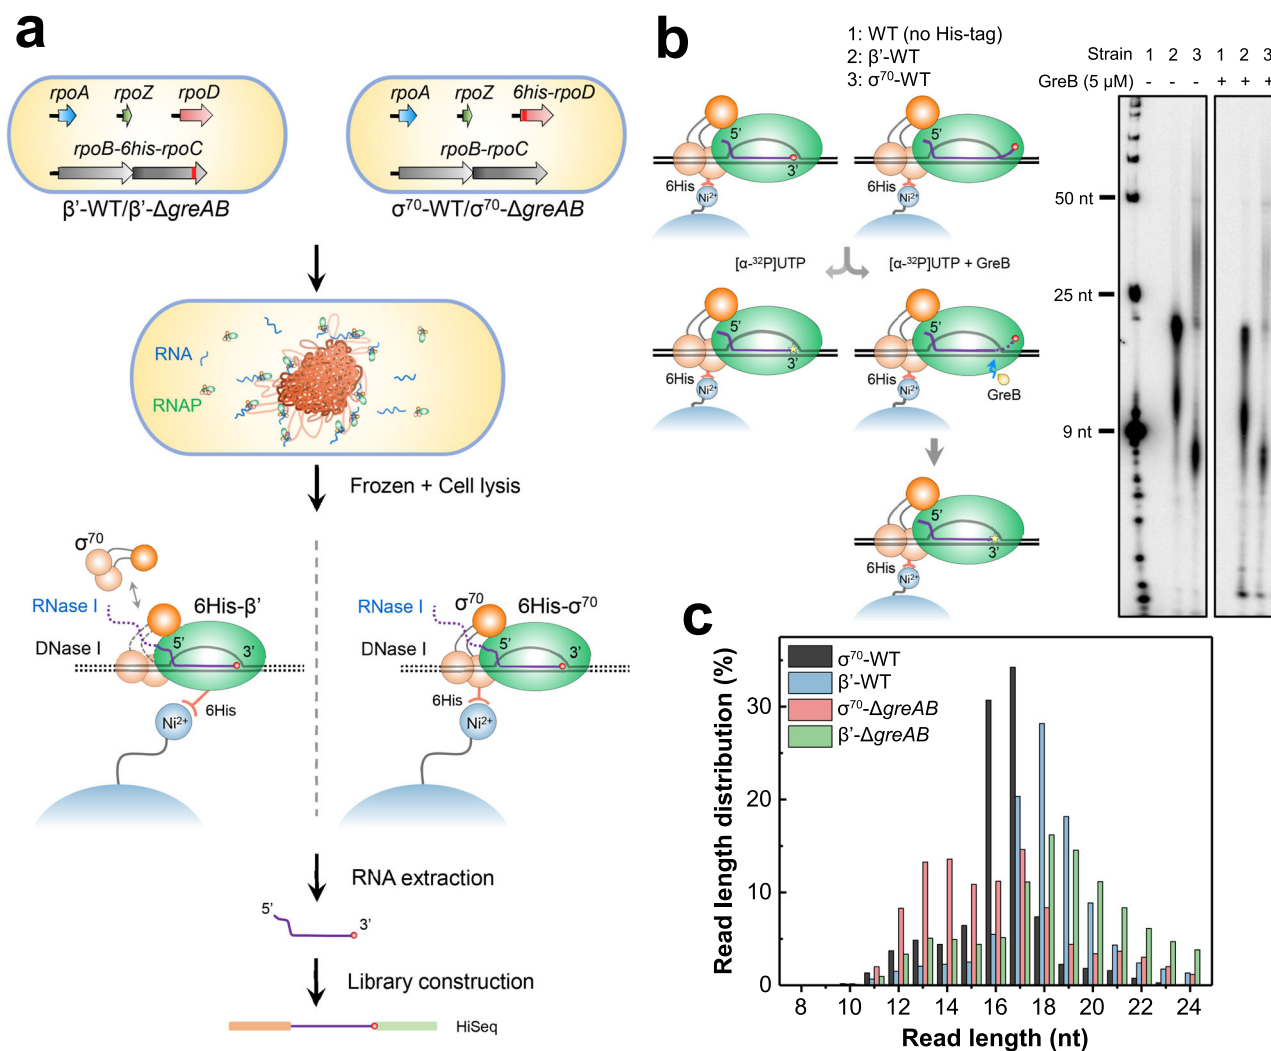 a
rpoA rpoZ rpoD
rpoB-6his-rpoC
β’-WT/β’-ΔgreAB
rpoA rpoZ 6his-rpoD
rpoB-rpoC
σ70-WT/σ70-ΔgreAB
RNA
RNAP
Frozen + Cell lysis
σ70
RNase I
6His-β’
DNase I
5’
3’
6His
Ni2+
RNase I
σ70
6His-σ70
DNase I
5’
3’
6His
Ni2+
RNA extraction
5’
3’
Library construction
HiSeq
b
1: WT (no His-tag)
2: β’-WT
3: σ70-WT
5’
3’
6His
Ni2+
5’
6His
Ni2+
[α-32P]UTP
[α-32P]UTP + GreB
5’
3’
6His
Ni2+
5’
6His
Ni2+
GreB
5’
3’
6His
Ni2+
Strain 1 2 3 1 2 3
GreB (5 µM) - - - + + +
50 nt
25 nt
9 nt
c
σ70-WT
β’-WT
σ70-ΔgreAB
β’-ΔgreAB
Read length distribution (%)
30
20
10
0
8 10 12 14 16 18 20 22 24
Read length (nt)